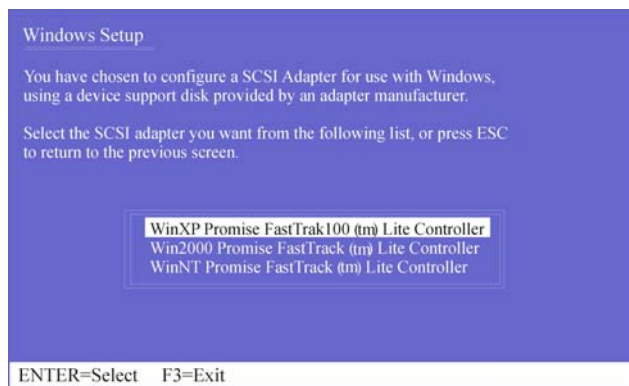 Windows Setup
You have chosen to configure a SCSI Adapter for use with Windows,
using a device support disk provided by an adapter manufacturer.
Select the SCSI adapter you want from the following list, or press ESC
to return to the previous screen.
WinXP Promise FastTrak100 (tm) Lite Controller
Win2000 Promise FastTrack (tm) Lite Controller
WinNT Promise FastTrack (tm) Lite Controller
ENTER=Select F3=Exit